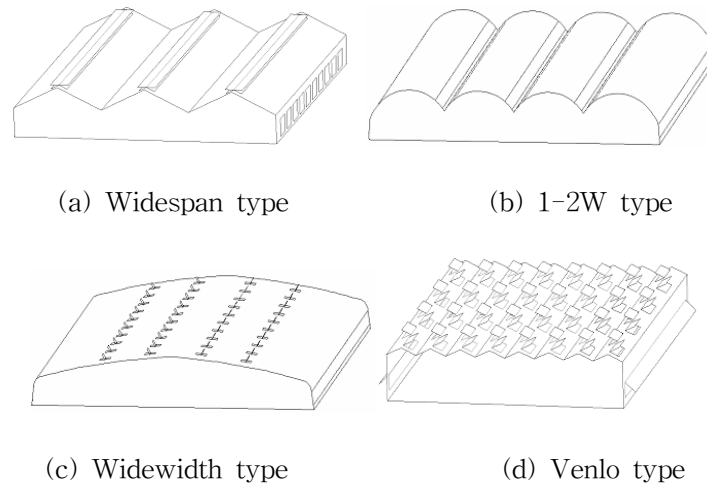 (a) Widespan type
(b) 1-2W type
(c) Widewidth type
(d) Venlo type